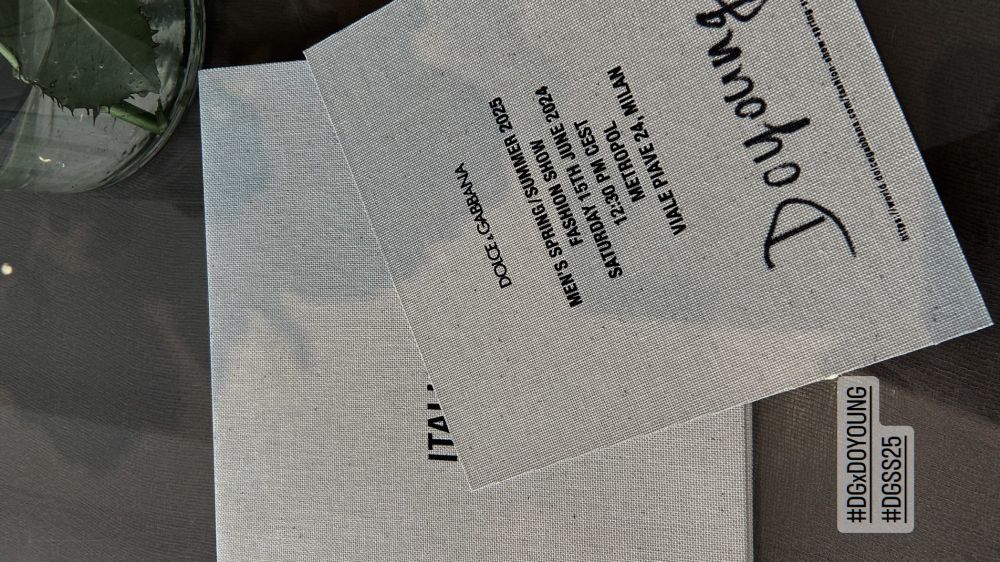 DOLCE & GABBANA
MEN'S SPRING/SUMMER 2025
FASHION SHOW
SATURDAY 15TH JUNE 2024
12:30 PM CEST
METROPOL
VIALE PIAVE 24, MILAN
Doyoung
#DGxDOYOUNG
#DGSS25